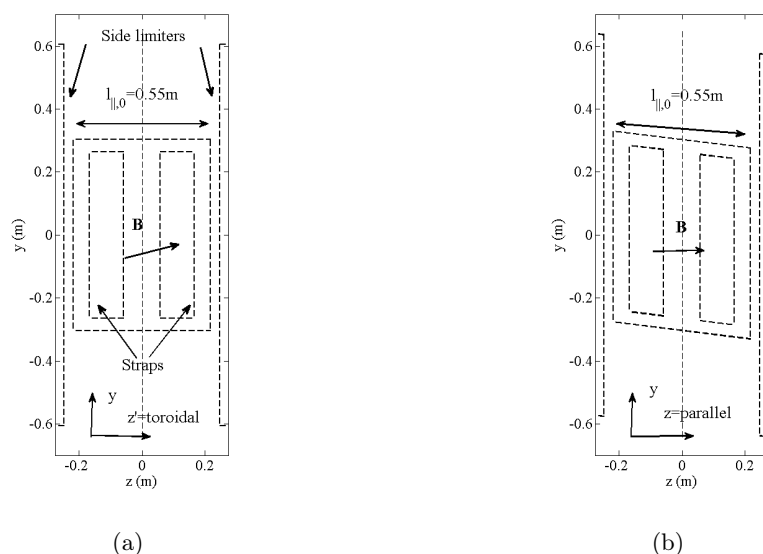 0.6
Side limiters
0.4
l||,0=0.55m
0.2
B
0
y (m)
-0.2
Straps
-0.4
y
z'=toroidal
-0.6
-0.2 0 0.2
z (m)
(a)
0.6
0.4
l||,0=0.55m
0.2
B
0
y (m)
-0.2
-0.4
y
z=parallel
-0.6
-0.2 0 0.2
z (m)
(b)